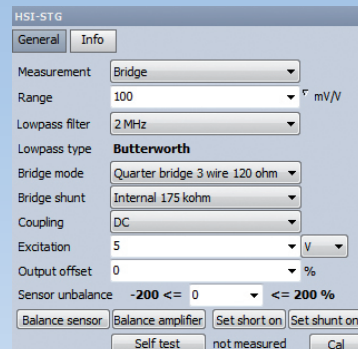 HSI-STG
General Info
Measurement Bridge
Range 100 mV/V
Lowpass filter 2 MHz
Lowpass type Butterworth
Bridge mode Quarter bridge 3 wire 120 ohm
Bridge shunt Internal 175 kohm
Coupling DC
Excitation 5 V
Output offset 0 %
Sensor unbalance -200 <= 0 <= 200 %
Balance sensor Balance amplifier Set short on Set shunt on
Self test not measured Cal